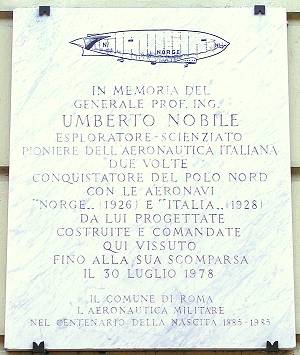 N NORGE
IN MEMORIA DEL
GENERALE PROF. ING.
UMBERTO NOBILE
ESPLORATORE-SCIENZIATO
PIONIERE DELL'AERONAUTICA ITALIANA
DUE VOLTE
CONQUISTATORE DEL POLO NORD
CON LE AERONAVI
"NORGE,, (1926) E "ITALIA,,(1928)
DA LUI PROGETTATE
COSTRUITE E COMANDATE
QUI VISSUTO
FINO ALLA SUA SCOMPARSA
IL 30 LUGLIO 1978
IL COMUNE DI ROMA
L'AERONAUTICA MILITARE
NEL CENTENARIO DELLA NASCITA 1885-1985